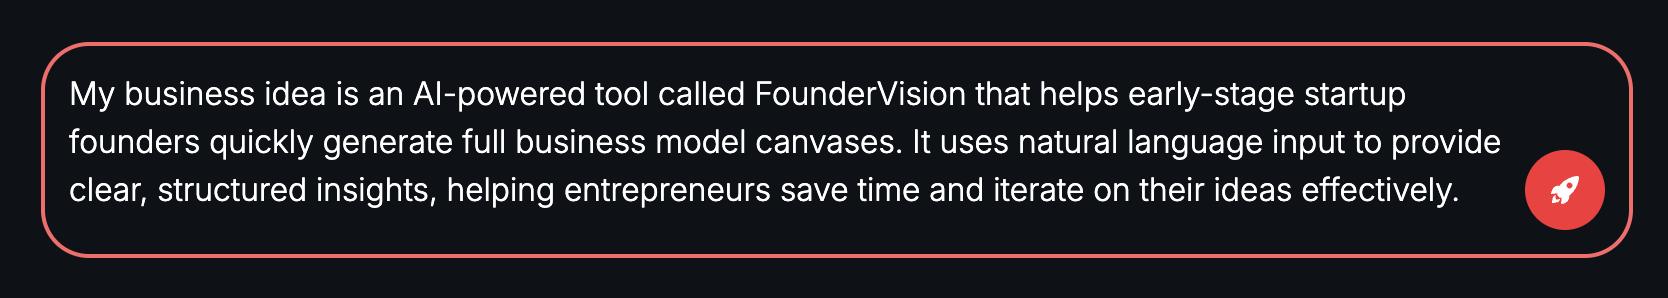 My business idea is an AI-powered tool called FounderVision that helps early-stage startup
founders quickly generate full business model canvases. It uses natural language input to provide
clear, structured insights, helping entrepreneurs save time and iterate on their ideas effectively.